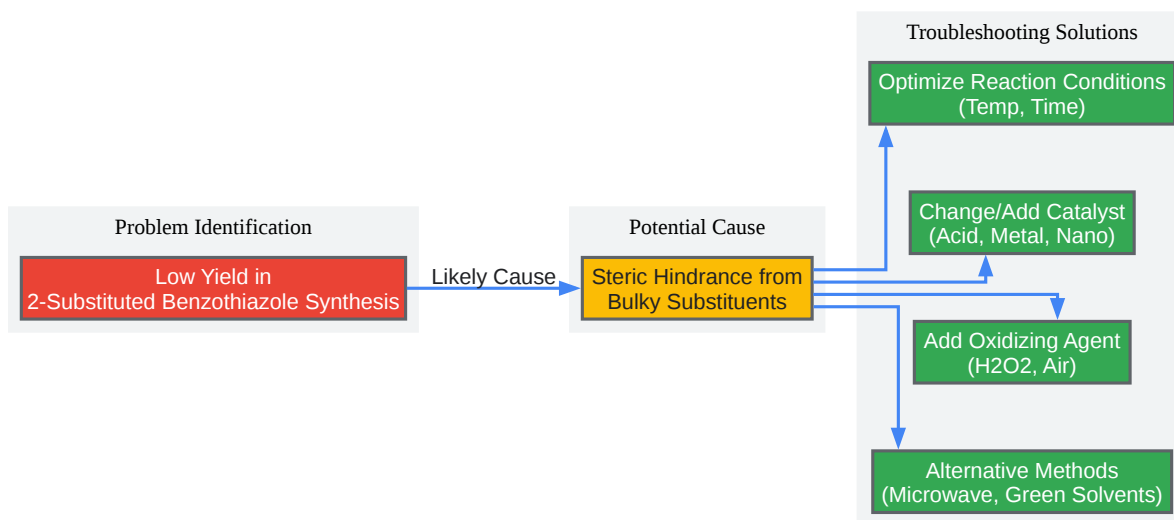 Problem Identification
Low Yield in
2-Substituted Benzothiazole Synthesis
Likely Cause
Potential Cause
Steric Hindrance from
Bulky Substituents
Troubleshooting Solutions
Optimize Reaction Conditions
(Temp, Time)
Change/Add Catalyst
(Acid, Metal, Nano)
Add Oxidizing Agent
(H2O2, Air)
Alternative Methods
(Microwave, Green Solvents)